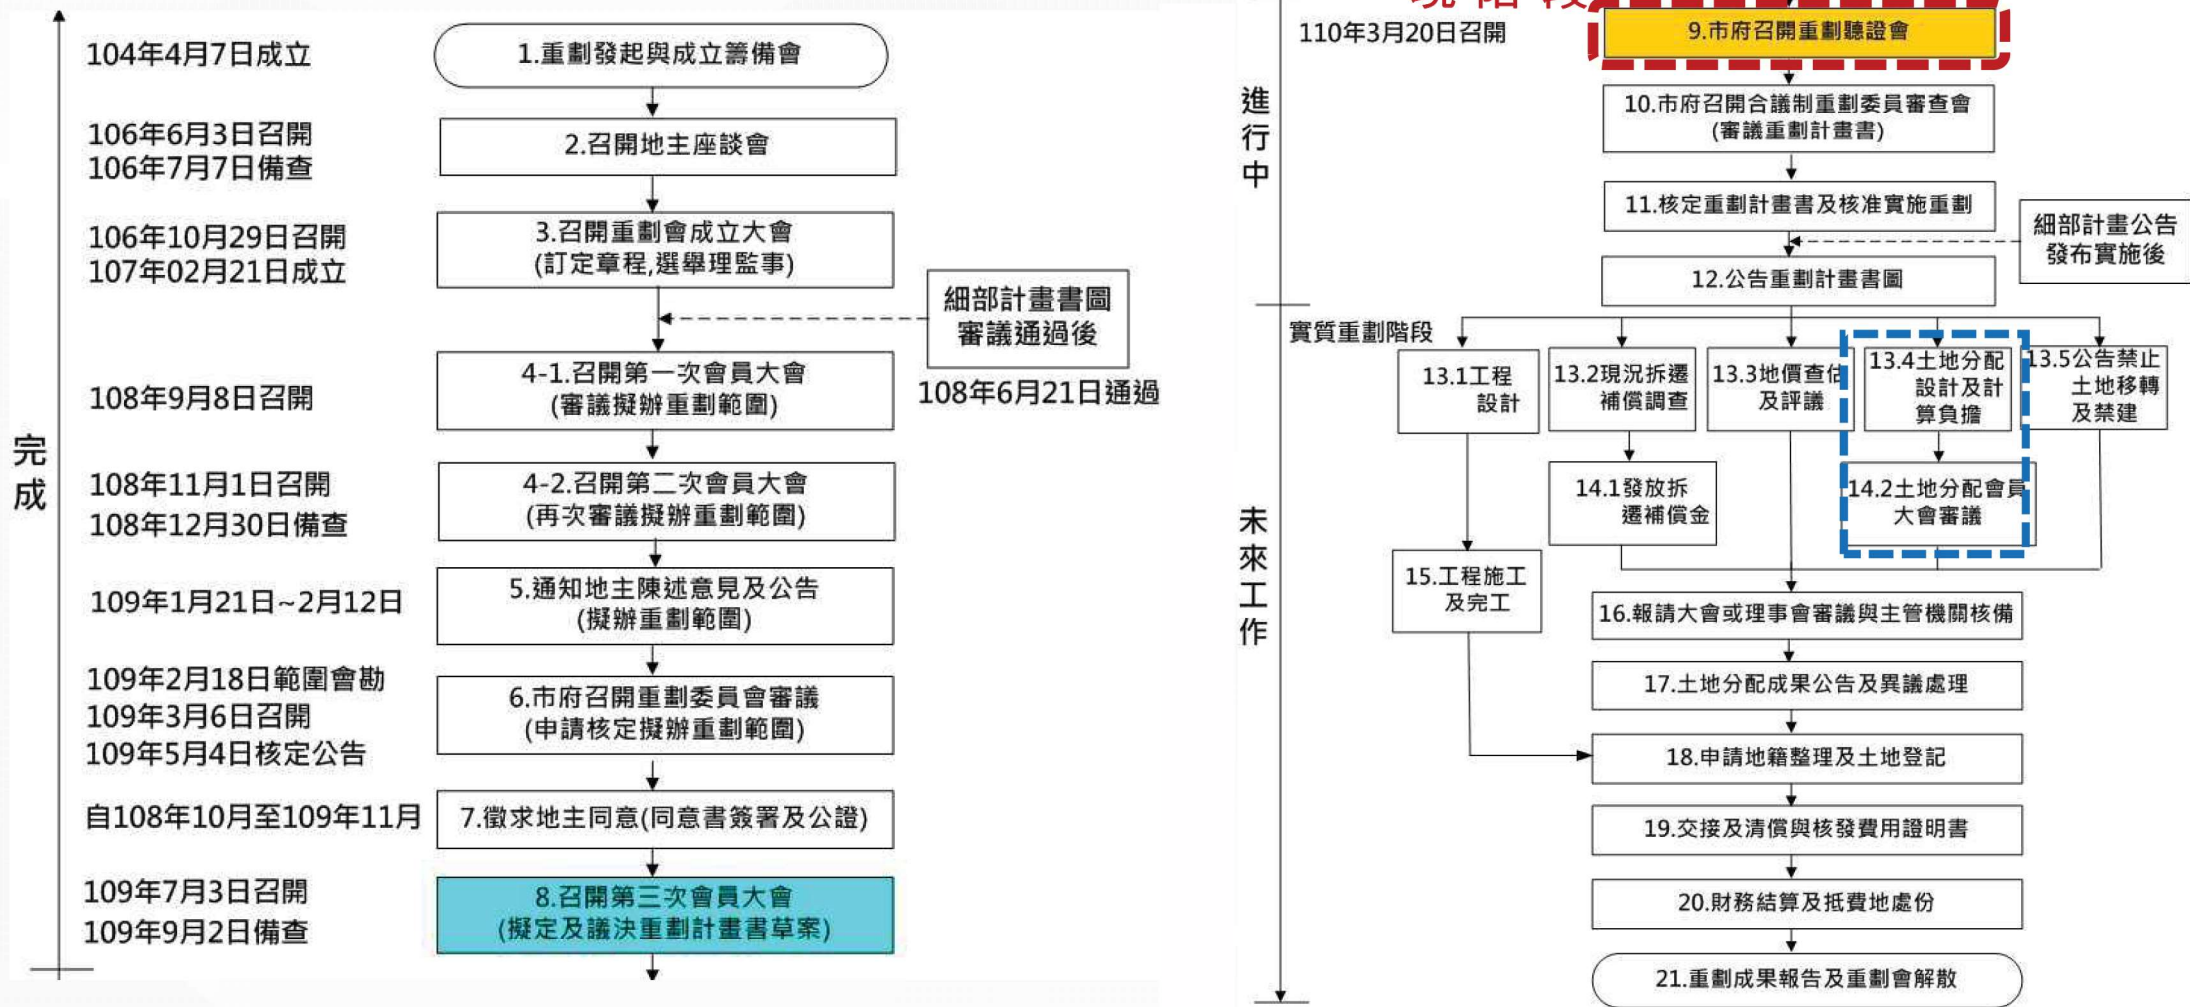 完成
104年4月7日成立
1.重劃發起與成立籌備會
106年6月3日召開
106年7月7日備查
2.召開地主座談會
106年10月29日召開
107年02月21日成立
3.召開重劃會成立大會
(訂定章程,選舉理監事)
細部計畫書圖
審議通過後
108年6月21日通過
108年9月8日召開
4-1.召開第一次會員大會
(審議擬辦重劃範圍)
108年11月1日召開
108年12月30日備查
4-2.召開第二次會員大會
(再次審議擬辦重劃範圍)
109年1月21日~2月12日
5.通知地主陳述意見及公告
(擬辦重劃範圍)
109年2月18日範圍會勘
109年3月6日召開
109年5月4日核定公告
6.市府召開重劃委員會審議
(申請核定擬辦重劃範圍)
自108年10月至109年11月
7.徵求地主同意(同意書簽署及公證)
109年7月3日召開
109年9月2日備查
8.召開第三次會員大會
(擬定及議決重劃計畫書草案)
現階段
進行中
110年3月20日召開
9.市府召開重劃聽證會
10.市府召開合議制重劃委員審查會
(審議重劃計畫書)
11.核定重劃計畫書及核准實施重劃
細部計畫公告
發布實施後
12.公告重劃計畫書圖
未來工作
實質重劃階段
13.1工程
設計
13.2現況拆遷
補償調查
13.3地價查估
及評議
13.4土地分配
設計及計
算負擔
13.5公告禁止
土地移轉
及禁建
14.1發放拆
遷補償金
14.2土地分配會員
大會審議
15.工程施工
及完工
16.報請大會或理事會審議與主管機關核備
17.土地分配成果公告及異議處理
18.申請地籍整理及土地登記
19.交接及清償與核發費用證明書
20.財務結算及抵費地處份
21.重劃成果報告及重劃會解散